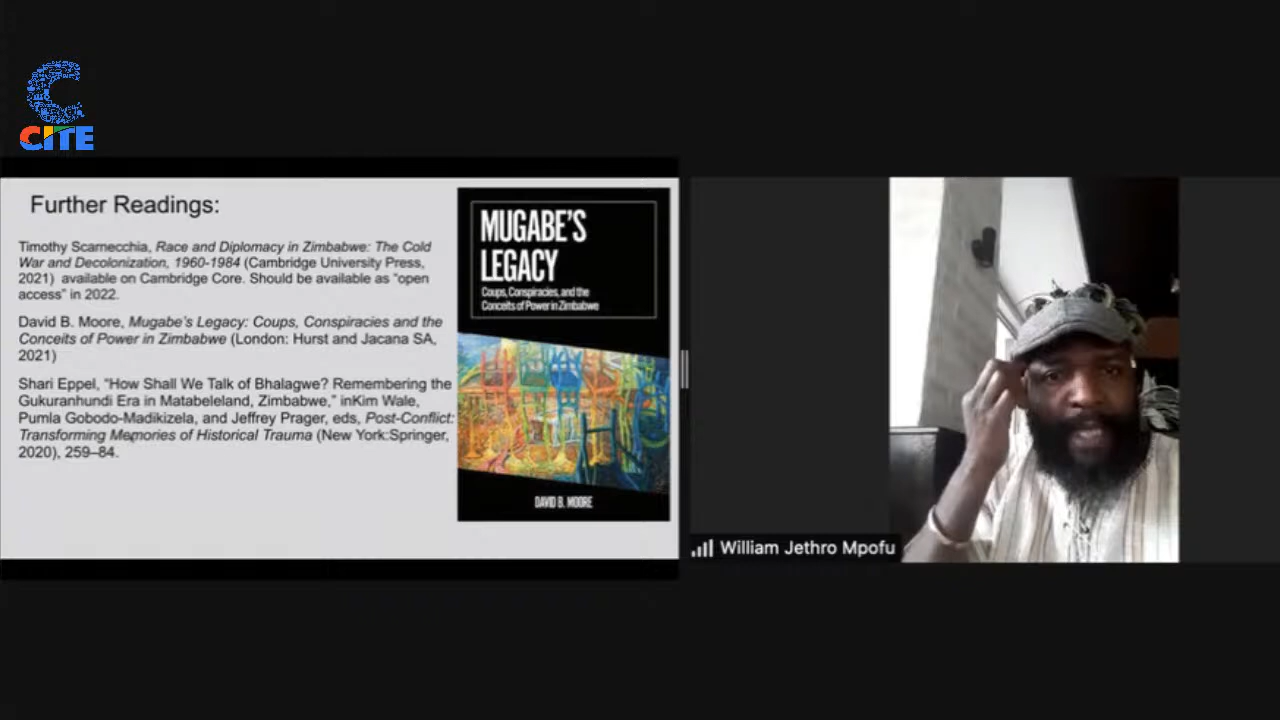 CITE
Further Readings:
Timothy Scarnecchia, Race and Diplomacy in Zimbabwe: The Cold
War and Decolonization, 1960-1984 (Cambridge University Press,
2021) available on Cambridge Core. Should be available as “open
access” in 2022.
David B. Moore, Mugabe's Legacy: Coups, Conspiracies and the
Conceits of Power in Zimbabwe (London: Hurst and Jacana SA,
2021)
Shari Eppel, “How Shall We Talk of Bhalagwe? Remembering the
Gukuranhundi Era in Matabeleland, Zimbabwe,” inKim Wale,
Pumla Gobodo-Madikizela, and Jeffrey Prager, eds, Post-Conflict:
Transforming Memories of Historical Trauma (New York:Springer,
2020), 259–84.
MUGABE'S
LEGACY
Coups, Conspiracies, and the
Conceits of Power in Zimbabwe
DAVID B. MOORE
William Jethro Mpofu